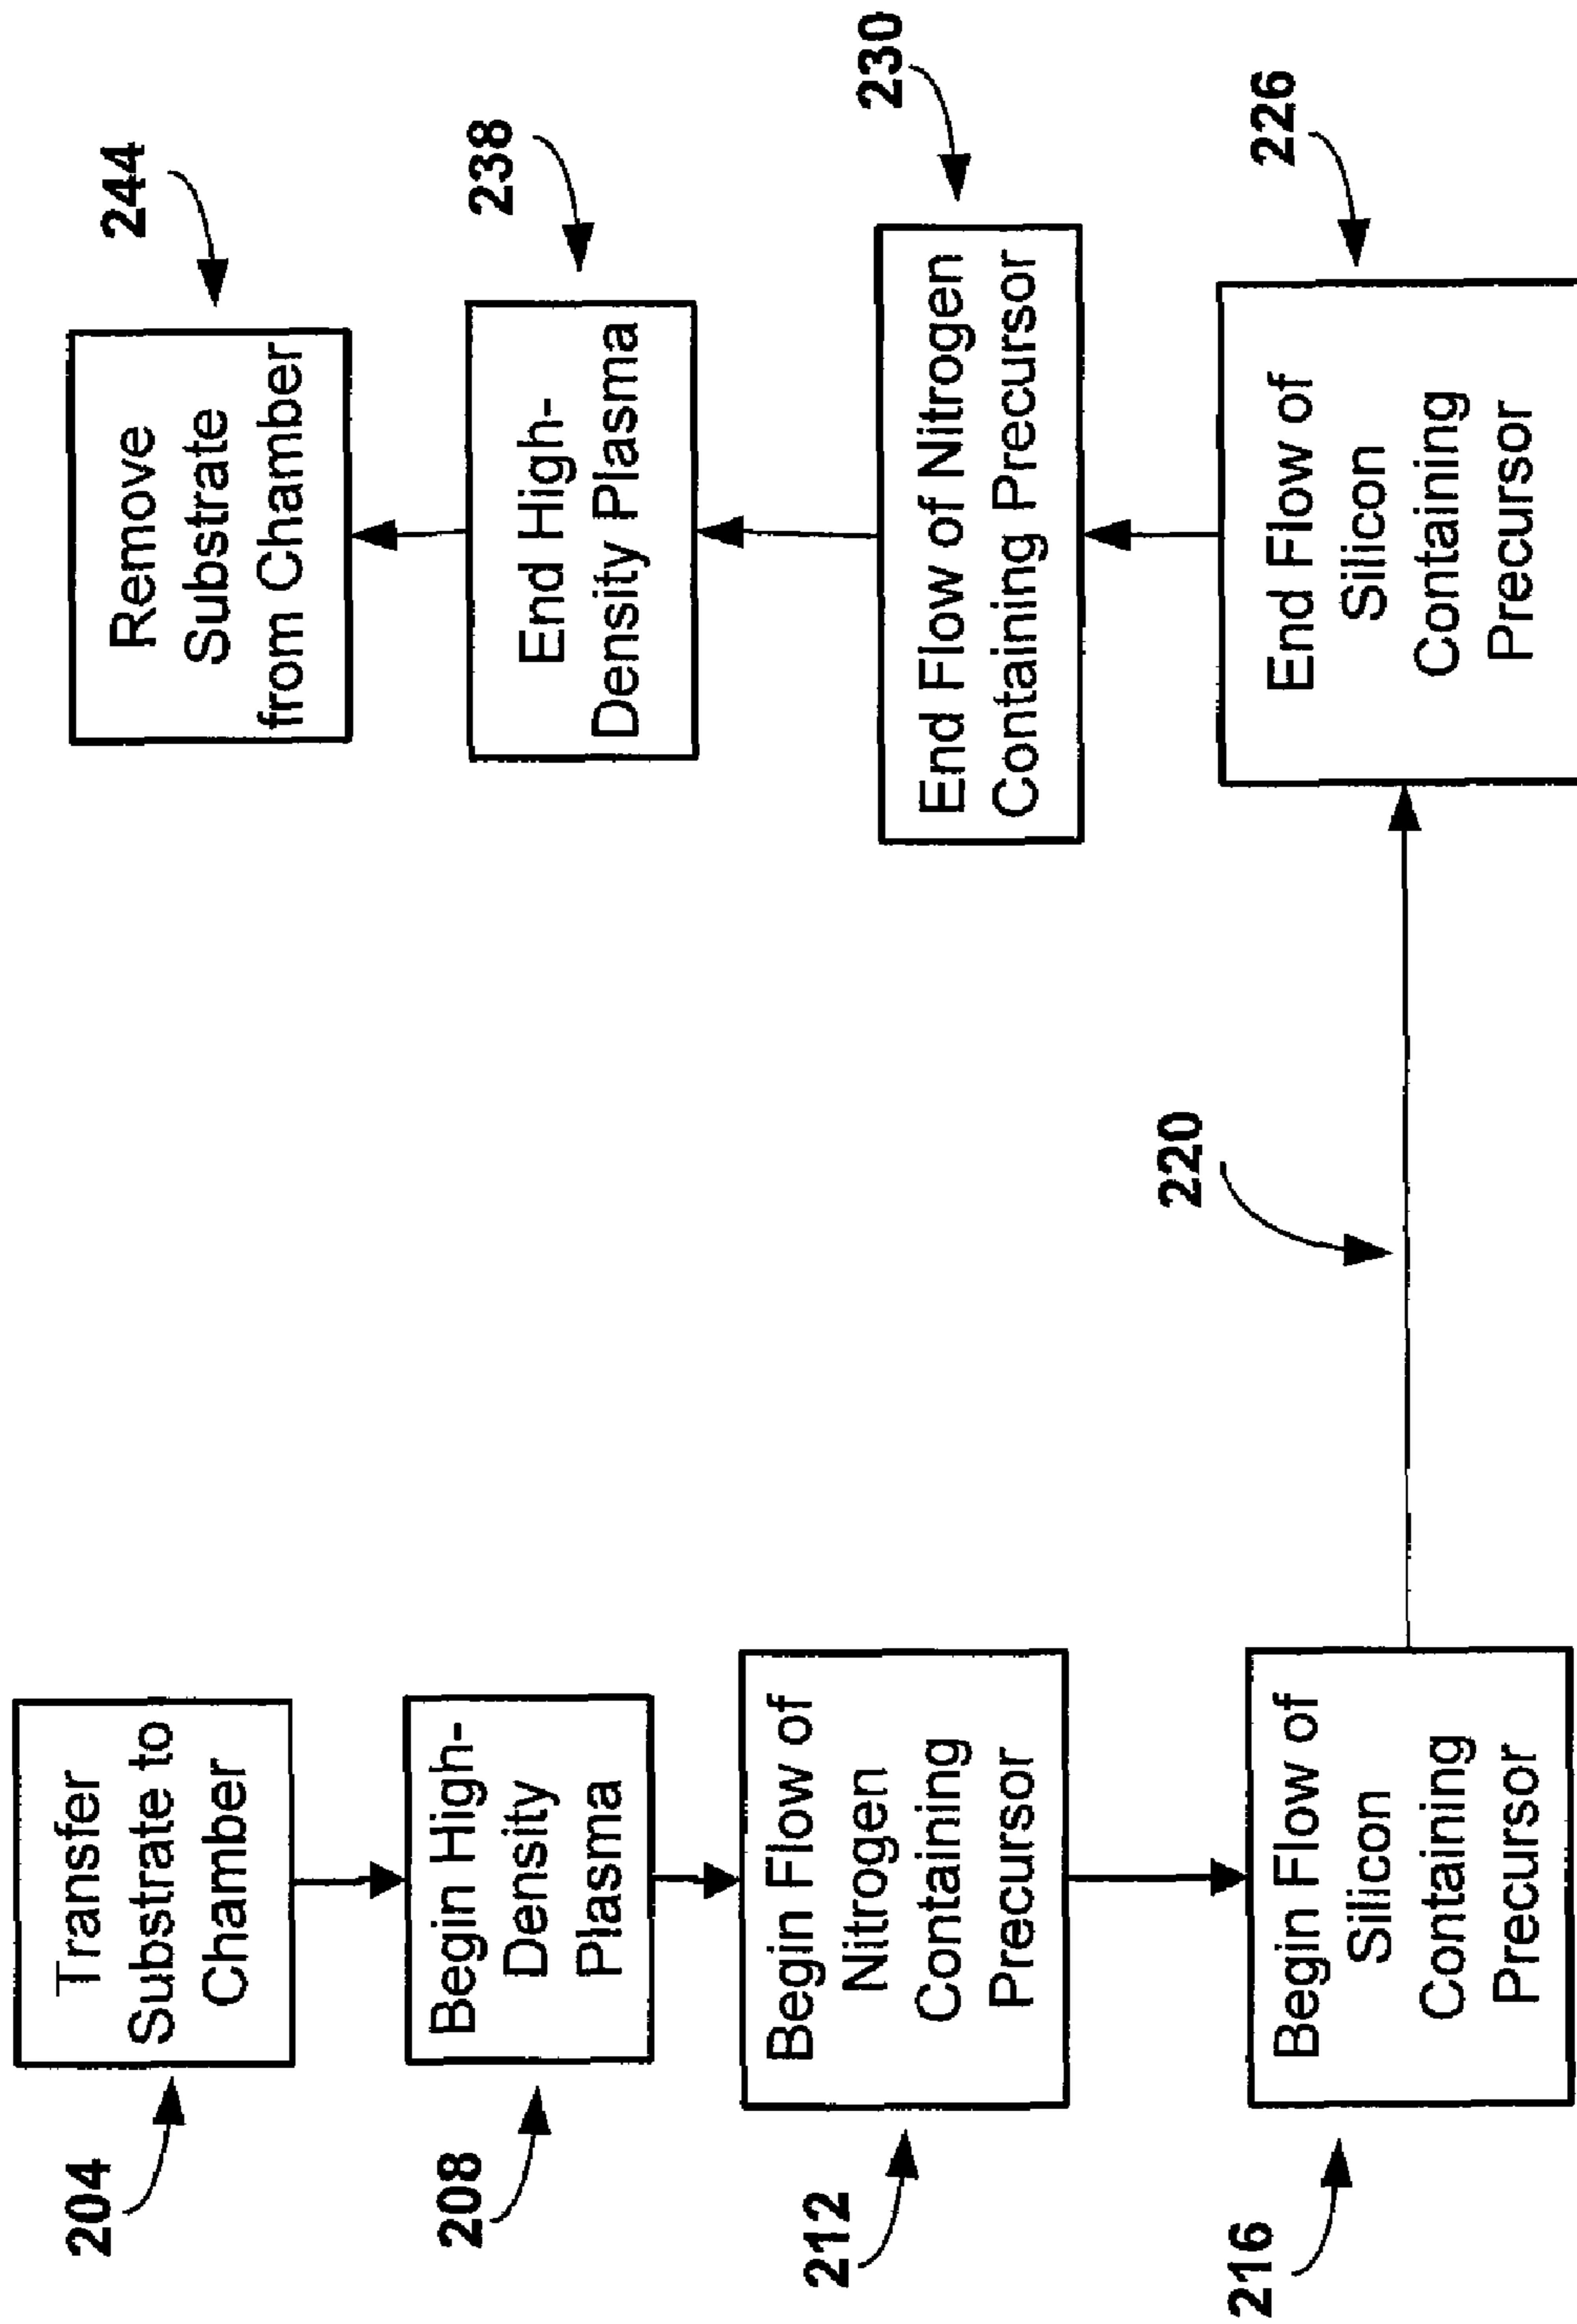 204
Transfer
Substrate to
Chamber
208
Begin High-
Density
Plasma
212
Begin Flow of
Nitrogen
Containing
Precursor
216
Begin Flow of
Silicon
Containing
Precursor
220
226
End Flow of
Silicon
Containing
Precursor
230
End Flow of Nitrogen
Containing Precursor
238
End High-
Density Plasma
244
Remove
Substrate
from Chamber